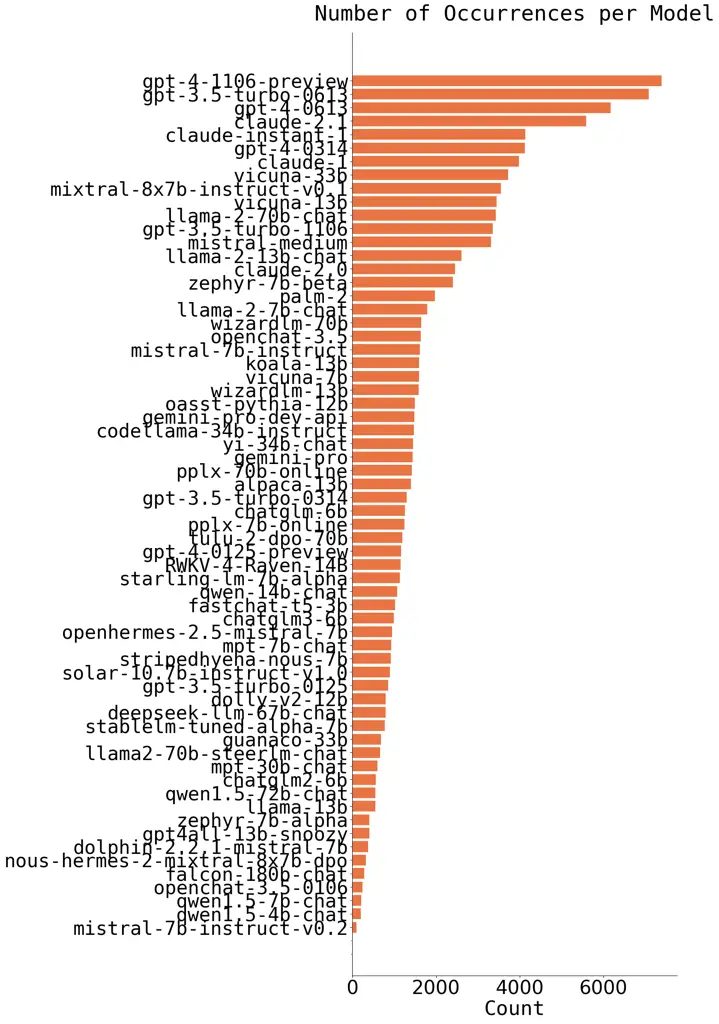 Number of Occurrences per Model
gpt-4-1106-preview
gpt-3.5-turbo-0613
gpt-4-0613
claude-2.1
claude-instant-1
gpt-4-0314
claude-1
vicuna-33b
mixtral-8x7b-instruct-v0.1
vicuna-13b
llama-2-70b-chat
gpt-3.5-turbo-1106
mistral-medium
llama-2-13b-chat
claude-2.0
zephyr-7b-beta
palm-2
llama-2-7b-chat
wizardlm-70b
openchat-3.5
mistral-7b-instruct
koala-13b
vicuna-7b
wizardlm-13b
oasst-pythia-12b
gemini-pro-dev-api
codellama-34b-instruct
yi-34b-chat
gemini-pro
pplx-70b-online
alpaca-13b
gpt-3.5-turbo-0314
chatglm-6b
pplx-7b-online
tulu-2-dpo-70b
gpt-4-0125-preview
RWKV-4-Raven-14B
starling-lm-7b-alpha
qwen-14b-chat
fastchat-t5-3b
chatglm3-6b
openhermes-2.5-mistral-7b
mpt-7b-chat
stripedhyena-nous-7b
solar-10.7b-instruct-v1.0
gpt-3.5-turbo-0125
dolly-v2-12b
deepseek-llm-67b-chat
stablelm-tuned-alpha-7b
guanaco-33b
llama2-70b-steerlm-chat
mpt-30b-chat
chatglm2-6b
qwen1.5-72b-chat
llama-13b
zephyr-7b-alpha
gpt4all-13b-snoozy
dolphin-2.2.1-mistral-7b
nous-hermes-2-mixtral-8x7b-dpo
falcon-180b-chat
openchat-3.5-0106
qwen1.5-7b-chat
qwen1.5-4b-chat
mistral-7b-instruct-v0.2
0 2000 4000 6000
Count